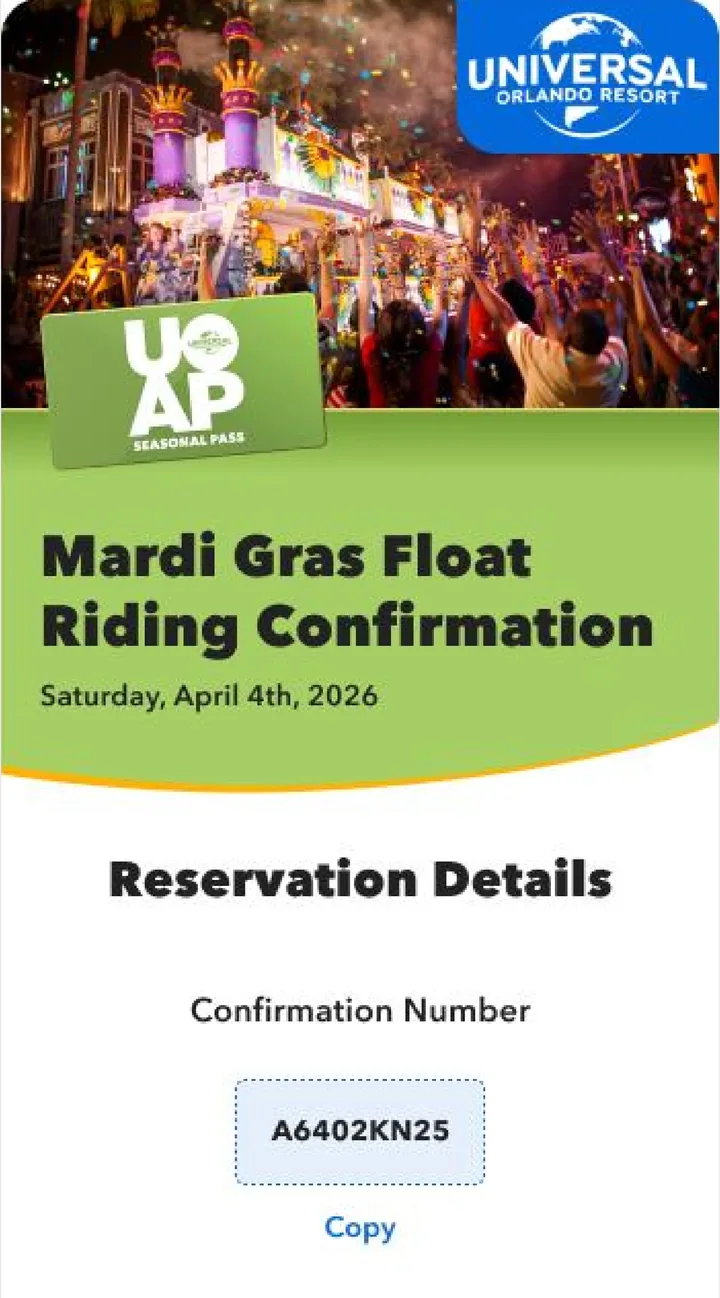 UNIVERSAL
ORLANDO RESORT
UO
UNIVERSAL
AP
SEASONAL PASS
Mardi Gras Float
Riding Confirmation
Saturday, April 4th, 2026
Reservation Details
Confirmation Number
A6402KN25
Copy